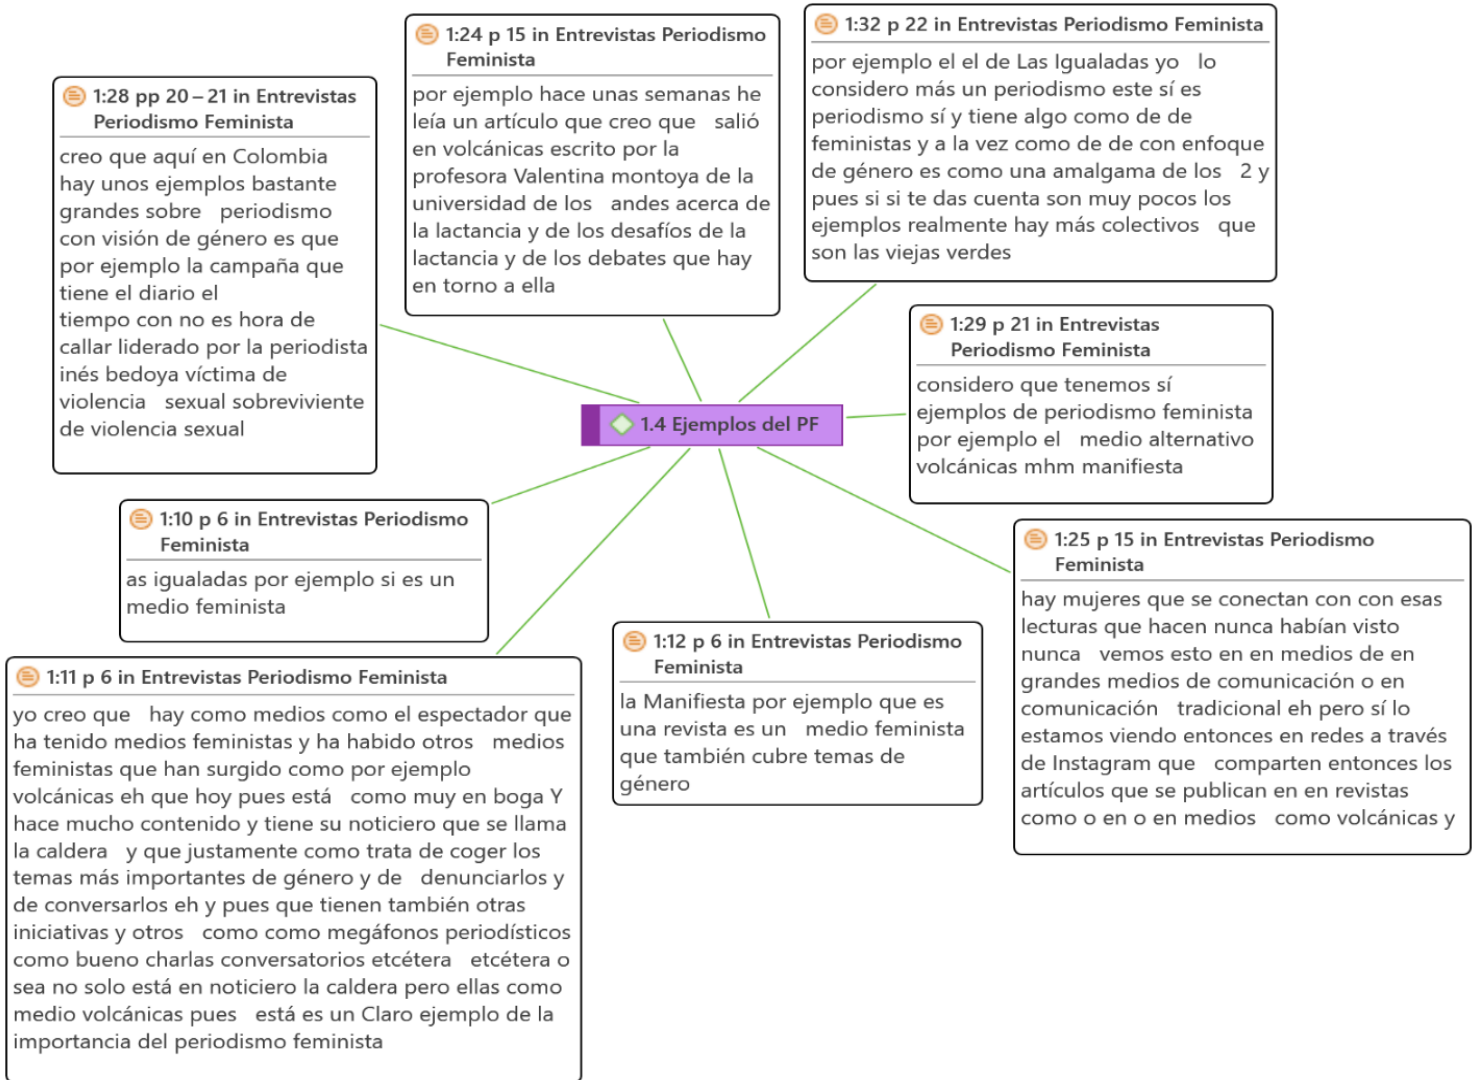 1:28 pp 20 – 21 in Entrevistas
Periodismo Feminista
creo que aquí en Colombia
hay unos ejemplos bastante
grandes sobre periodismo
con visión de género es que
por ejemplo la campaña que
tiene el diario el
tiempo con no es hora de
callar liderado por la periodista
inés bedoya víctima de
violencia sexual sobreviviente
de violencia sexual
1:24 p 15 in Entrevistas Periodismo
Feminista
por ejemplo hace unas semanas he
leía un artículo que creo que salió
en volcánicas escrito por la
profesora Valentina montoya de la
universidad de los andes acerca de
la lactancia y de los desafíos de la
lactancia y de los debates que hay
en torno a ella
1:32 p 22 in Entrevistas Periodismo Feminista
por ejemplo el el de Las Igualadas yo lo
considero más un periodismo este sí es
periodismo sí y tiene algo como de de
feministas y a la vez como de de con enfoque
de género es como una amalgama de los 2 y
pues si si te das cuenta son muy pocos los
ejemplos realmente hay más colectivos que
son las viejas verdes
1:29 p 21 in Entrevistas
Periodismo Feminista
considero que tenemos sí
ejemplos de periodismo feminista
por ejemplo el medio alternativo
volcánicas mhm manifiesta
1.4 Ejemplos del PF
1:10 p 6 in Entrevistas Periodismo
Feminista
as igualadas por ejemplo si es un
medio feminista
1:25 p 15 in Entrevistas Periodismo
Feminista
hay mujeres que se conectan con con esas
lecturas que hacen nunca habían visto
nunca vemos esto en en medios de en
grandes medios de comunicación o en
comunicación tradicional eh pero sí lo
estamos viendo entonces en redes a través
de Instagram que comparten entonces los
artículos que se publican en en revistas
como o en o en medios como volcánicas y
1:12 p 6 in Entrevistas Periodismo
Feminista
la Manifiesta por ejemplo que es
una revista es un medio feminista
que también cubre temas de
género
1:11 p 6 in Entrevistas Periodismo Feminista
yo creo que hay como medios como el espectador que
ha tenido medios feministas y ha habido otros medios
feministas que han surgido como por ejemplo
volcánicas eh que hoy pues está como muy en boga Y
hace mucho contenido y tiene su noticiero que se llama
la caldera y que justamente como trata de coger los
temas más importantes de género y de denunciarlos y
de conversarlos eh y pues que tienen también otras
iniciativas y otros como como megáfonos periodísticos
como bueno charlas conversatorios etcétera etcétera o
sea no solo está en noticiero la caldera pero ellas como
medio volcánicas pues está es un Claro ejemplo de la
importancia del periodismo feminista